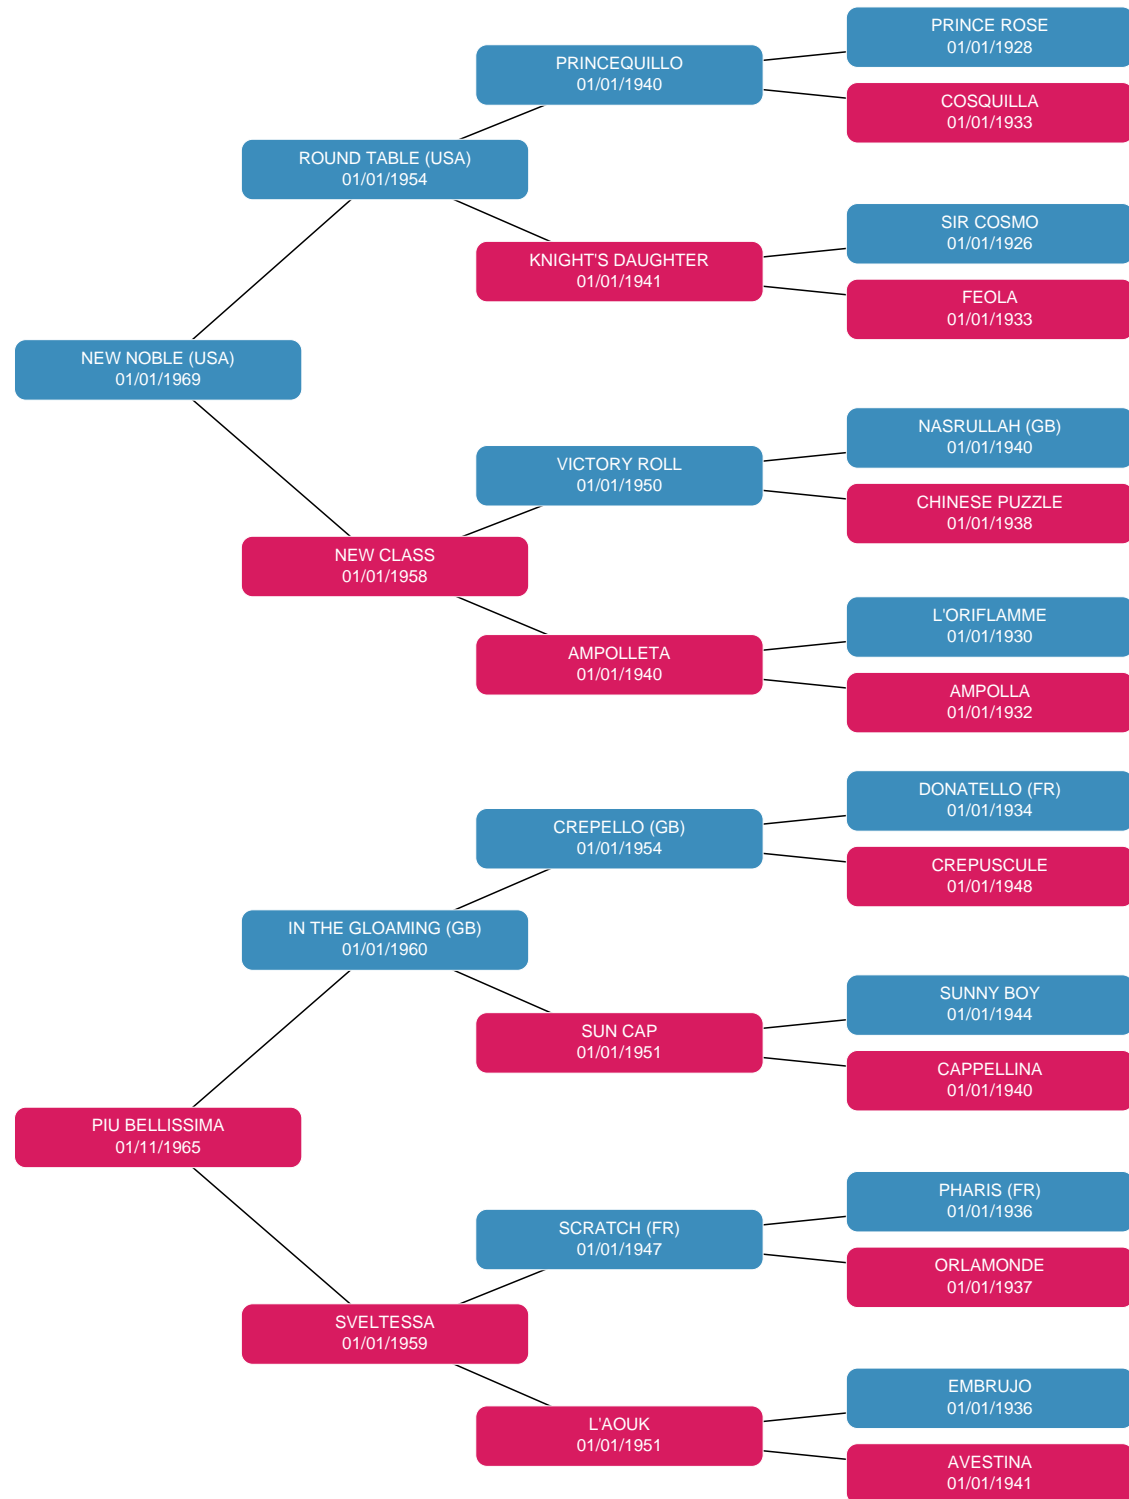 PRINCE ROSE
01/01/1928
PRINCEQUILLO
01/01/1940
COSQUILLA
01/01/1933
ROUND TABLE (USA)
01/01/1954
SIR COSMO
01/01/1926
KNIGHT'S DAUGHTER
01/01/1941
FEOLA
01/01/1933
NEW NOBLE (USA)
01/01/1969
NASRULLAH (GB)
01/01/1940
VICTORY ROLL
01/01/1950
CHINESE PUZZLE
01/01/1938
NEW CLASS
01/01/1958
L'ORIFLAMME
01/01/1930
AMPOLLETA
01/01/1940
AMPOLLA
01/01/1932
DONATELLO (FR)
01/01/1934
CREPELLO (GB)
01/01/1954
CREPUSCULE
01/01/1948
IN THE GLOAMING (GB)
01/01/1960
SUNNY BOY
01/01/1944
SUN CAP
01/01/1951
CAPPELLINA
01/01/1940
PIU BELLISSIMA
01/11/1965
PHARIS (FR)
01/01/1936
SCRATCH (FR)
01/01/1947
ORLAMONDE
01/01/1937
SVELTESSA
01/01/1959
EMBRUJO
01/01/1936
L'AOUK
01/01/1951
AVESTINA
01/01/1941